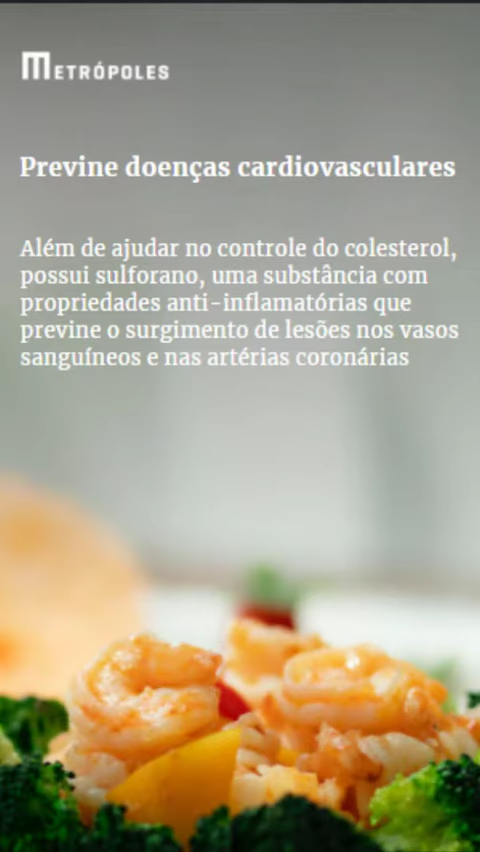 METRÓPOLES
Previne doenças cardiovasculares
Além de ajudar no controle do colesterol,
possui sulforano, uma substância com
propriedades anti-inflamatórias que
previne o surgimento de lesões nos vasos
sanguíneos e nas artérias coronárias